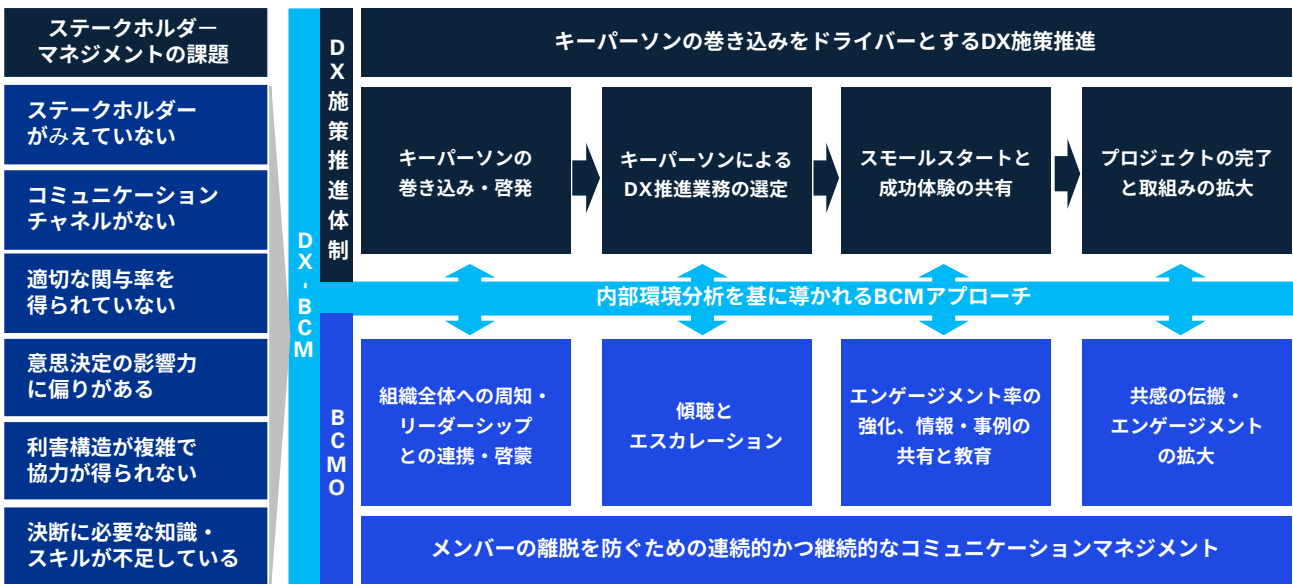 ステークホルダー
マネジメントの課題
ステークホルダー
がみえていない
コミュニケーション
チャネルがない
適切な関与率を
得られていない
意思決定の影響力
に偏りがある
利害構造が複雑で
協力が得られない
決断に必要な知識・
スキルが不足している
DX-BCM
DX施策推進体制
キーパーソンの巻き込みをドライバーとするDX施策推進
キーパーソンの
巻き込み・啓発
キーパーソンによる
DX推進業務の選定
スモールスタートと
成功体験の共有
プロジェクトの完了
と取組みの拡大
内部環境分析を基に導かれるBCMアプローチ
BCMO
組織全体への周知・
リーダーシップ
との連携・啓蒙
傾聴と
エスカレーション
エンゲージメント率の
強化、情報・事例の
共有と教育
共感の伝搬・
エンゲージメント
の拡大
メンバーの離脱を防ぐための連続的かつ継続的なコミュニケーションマネジメント